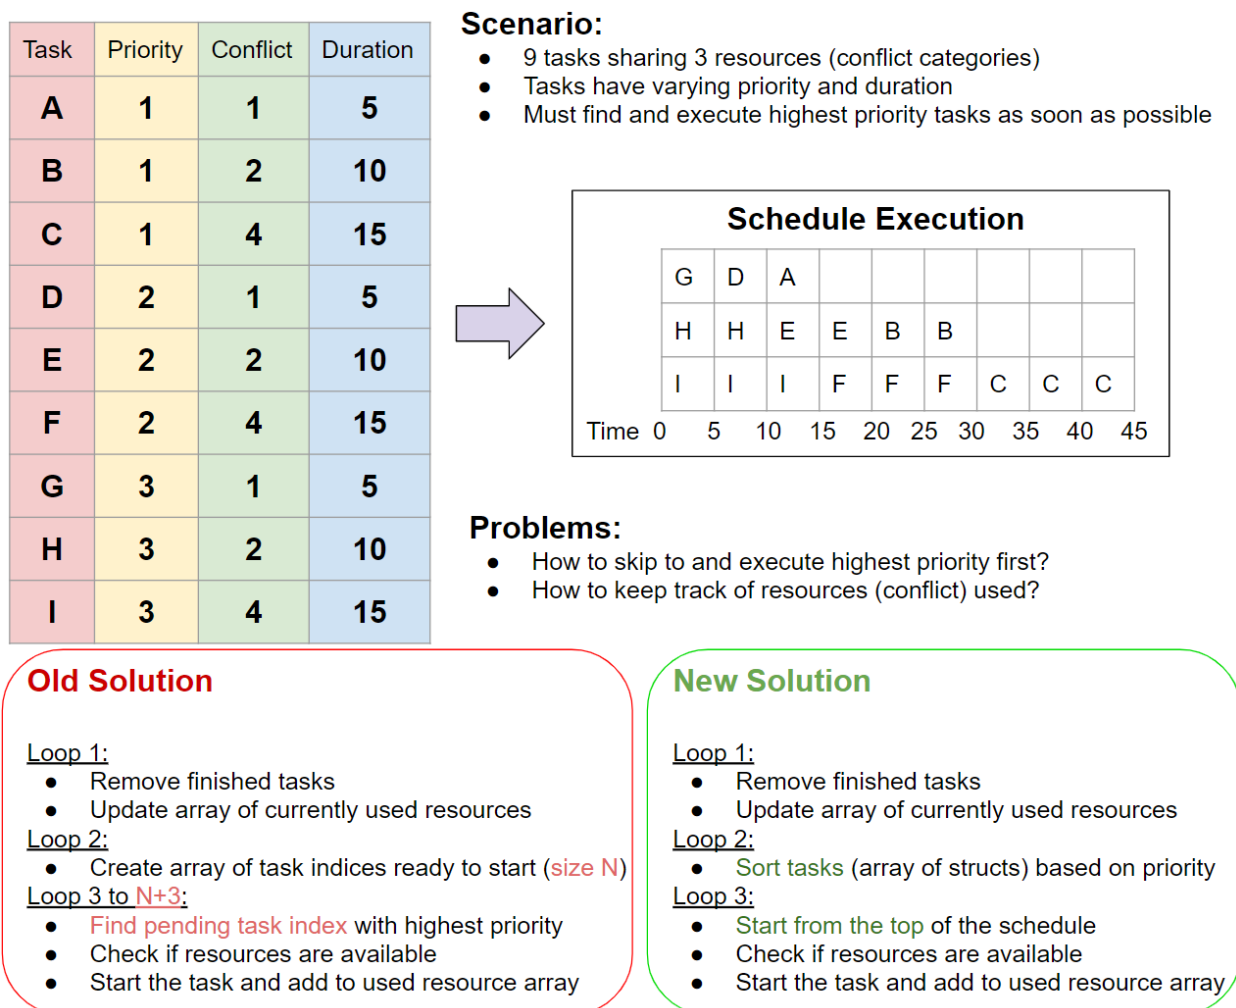 Task Priority Conflict Duration
A 1 1 5
B 1 2 10
C 1 4 15
D 2 1 5
E 2 2 10
F 2 4 15
G 3 1 5
H 3 2 10
I 3 4 15
Scenario:
● 9 tasks sharing 3 resources (conflict categories)
● Tasks have varying priority and duration
● Must find and execute highest priority tasks as soon as possible
Schedule Execution
G D A
H H E E B B
I I I F F F C C C
Time 0 5 10 15 20 25 30 35 40 45
Problems:
● How to skip to and execute highest priority first?
● How to keep track of resources (conflict) used?
Old Solution
Loop 1:
● Remove finished tasks
● Update array of currently used resources
Loop 2:
● Create array of task indices ready to start (size N)
Loop 3 to N+3:
● Find pending task index with highest priority
● Check if resources are available
● Start the task and add to used resource array
New Solution
Loop 1:
● Remove finished tasks
● Update array of currently used resources
Loop 2:
● Sort tasks (array of structs) based on priority
Loop 3:
● Start from the top of the schedule
● Check if resources are available
● Start the task and add to used resource array